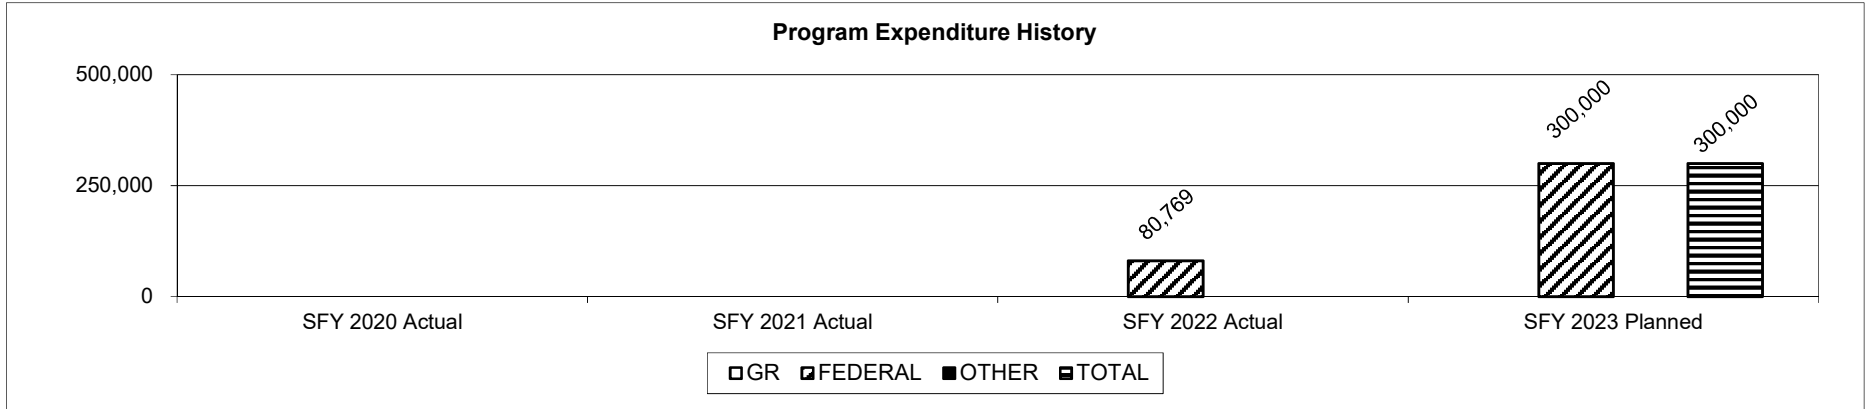 Program Expenditure History
500,000
250,000
0
80,769
300,000
300,000
SFY 2020 Actual
SFY 2021 Actual
SFY 2022 Actual
SFY 2023 Planned
GR FEDERAL OTHER TOTAL